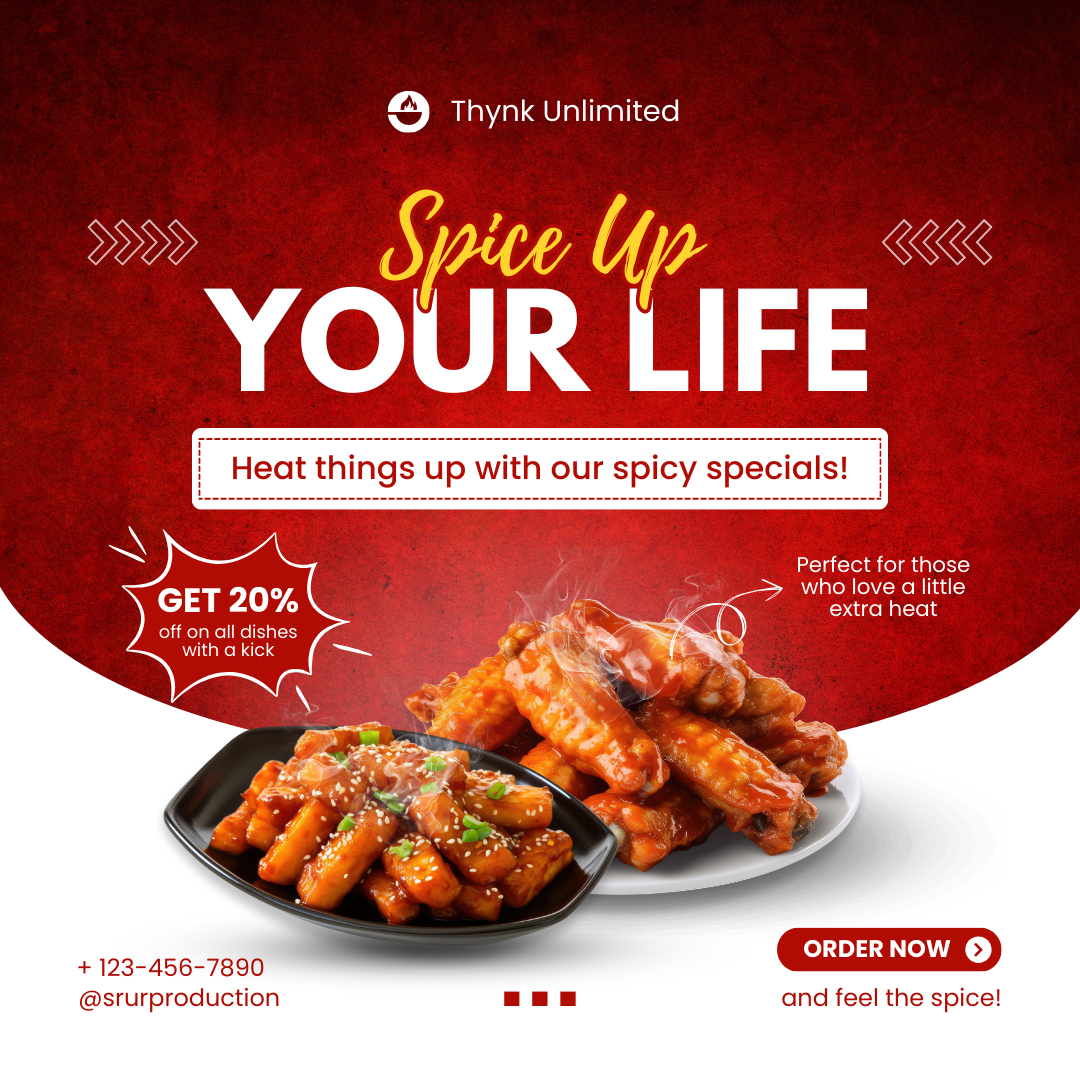 Thynk Unlimited
Spice Up
YOUR LIFE
Heat things up with our spicy specials!
GET 20%
off on all dishes
with a kick
Perfect for those
who love a little
extra heat
+ 123-456-7890
@srurproduction
ORDER NOW
and feel the spice!